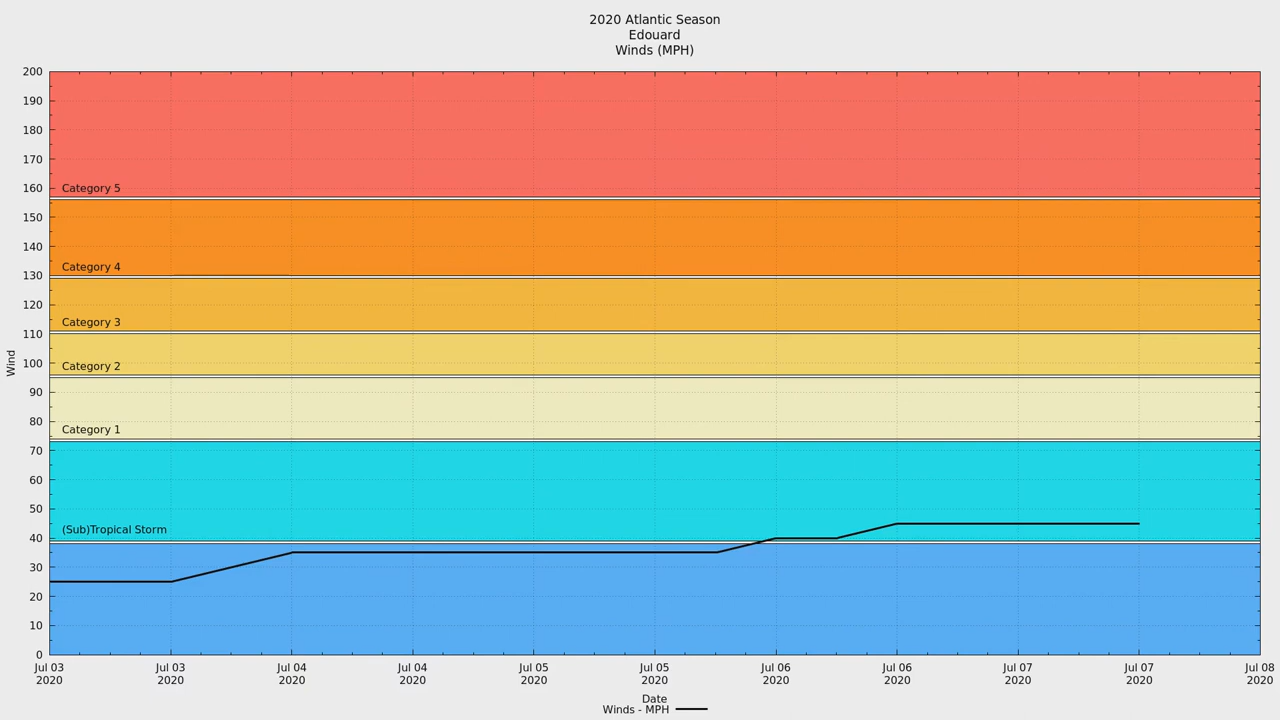 2020 Atlantic Season
Edouard
Winds (MPH)
200
190
180
170
160
150
140
130
120
110
100
90
80
70
60
50
40
30
20
10
0
Wind
Category 5
Category 4
Category 3
Category 2
Category 1
(Sub)Tropical Storm
Jul 03 Jul 03 Jul 04 Jul 04 Jul 05 Jul 05 Jul 06 Jul 06 Jul 07 Jul 07 Jul 08
2020 2020 2020 2020 2020 2020 2020 2020 2020 2020 2020
Date
Winds - MPH